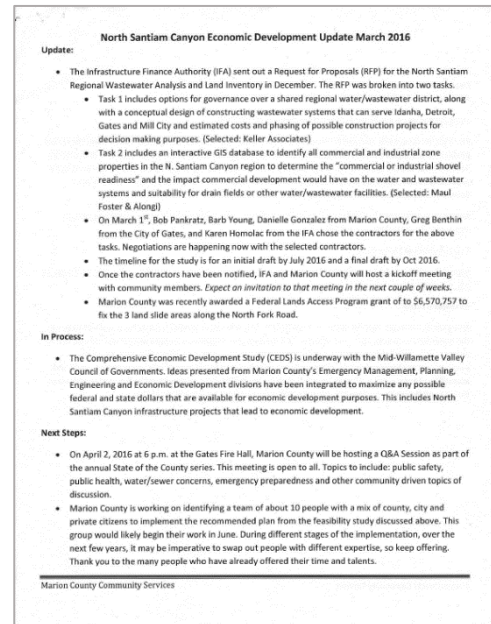 North Santiam Canyon Economic Development Update March 2016
Update:
• The Infrastructure Finance Authority (IFA) sent out a Request for Proposals (RFP) for the North Santiam
Regional Wastewater Analysis and Land Inventory in December. The RFP was broken into two tasks.
• Task 1 includes options for governance over a shared regional water/wastewater district, along
with a conceptual design of constructing wastewater systems that can serve Idanha, Detroit,
Gates and Mill City and estimated costs and phasing of possible construction projects for
decision making purposes. (Selected: Keller Associates)
• Task 2 includes an interactive GIS database to identify all commercial and industrial zone
properties in the N. Santiam Canyon region to determine the "commercial or industrial shovel
readiness" and the impact commercial development would have on the water and wastewater
systems and suitability for drain fields or other water/wastewater facilities. (Selected: Maul
Foster & Alongi)
• On March 1st, Bob Pankratz, Barb Young, Danielle Gonzalez from Marion County, Greg Benthin
from the City of Gates, and Karen Homolac from the IFA chose the contractors for the above
tasks. Negotiations are happening now with the selected contractors.
• The timeline for the study is for an initial draft by July 2016 and a final draft by Oct 2016.
• Once the contractors have been notified, IFA and Marion County will host a kickoff meeting
with community members. Expect an invitation to that meeting in the next couple of weeks.
• Marion County was recently awarded a Federal Lands Access Program grant of to $6,570,757 to
fix the 3 land slide areas along the North Fork Road.
In Process:
• The Comprehensive Economic Development Study (CEDS) is underway with the Mid-Willamette Valley
Council of Governments. Ideas presented from Marion County's Emergency Management, Planning,
Engineering and Economic Development divisions have been integrated to maximize any possible
federal and state dollars that are available for economic development purposes. This includes North
Santiam Canyon infrastructure projects that lead to economic development.
Next Steps:
• On April 2, 2016 at 6 p.m. at the Gates Fire Hall, Marion County will be hosting a Q&A Session as part of
the annual State of the County series. This meeting is open to all. Topics to include: public safety,
public health, water/sewer concerns, emergency preparedness and other community driven topics of
discussion.
• Marion County is working on identifying a team of about 10 people with a mix of county, city and
private citizens to implement the recommended plan from the feasibility study discussed above. This
group would likely begin their work in June. During different stages of the implementation, over the
next few years, it may be imperative to swap out people with different expertise, so keep offering.
Thank you to the many people who have already offered their time and talents.
Marion County Community Services